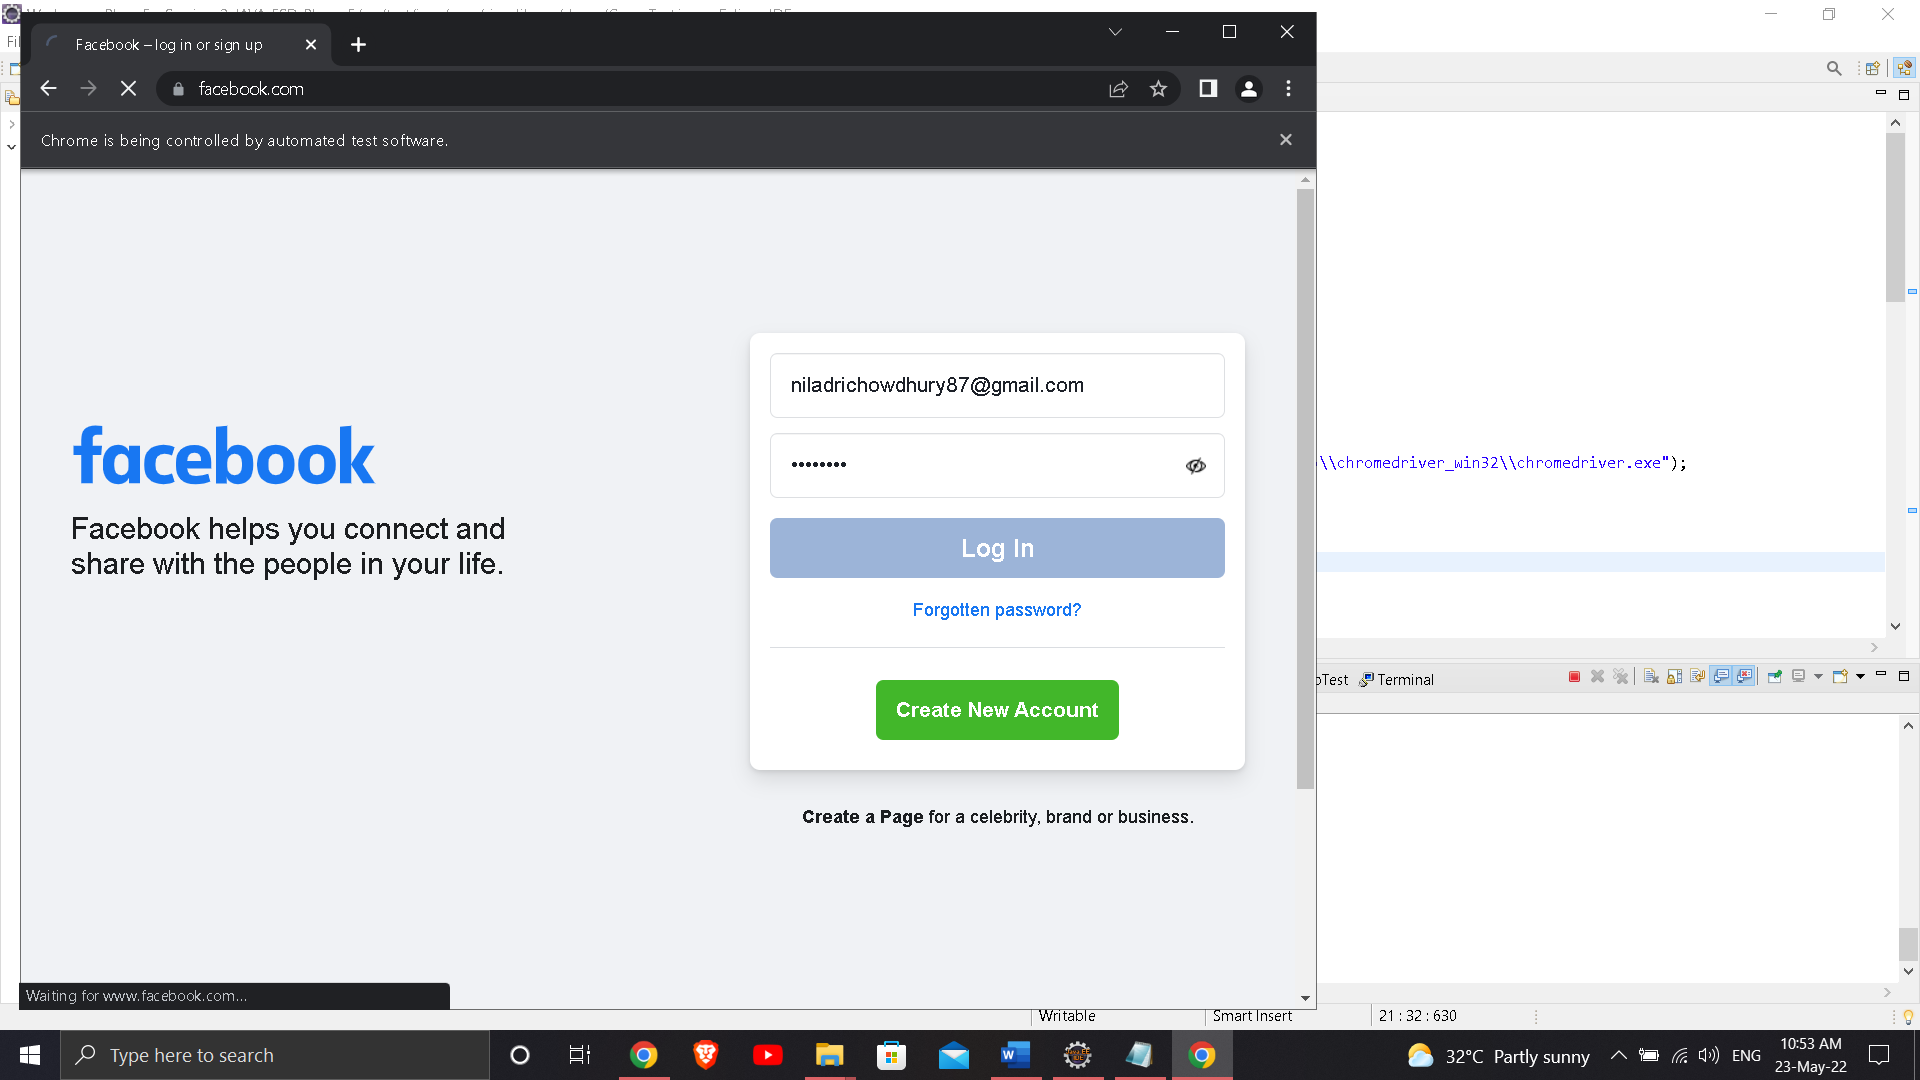 Facebook – log in or sign up
facebook.com
Chrome is being controlled by automated test software.
niladrichowdhury87@gmail.com
••••••••
facebook
Facebook helps you connect and
share with the people in your life.
Log In
Forgotten password?
Create New Account
Create a Page for a celebrity, brand or business.
Waiting for www.facebook.com...
\\chromedriver_win32\\chromedriver.exe");
Terminal
Writable
Smart Insert
21 : 32 : 630
Type here to search
32°C Partly sunny
ENG
10:53 AM
23-May-22